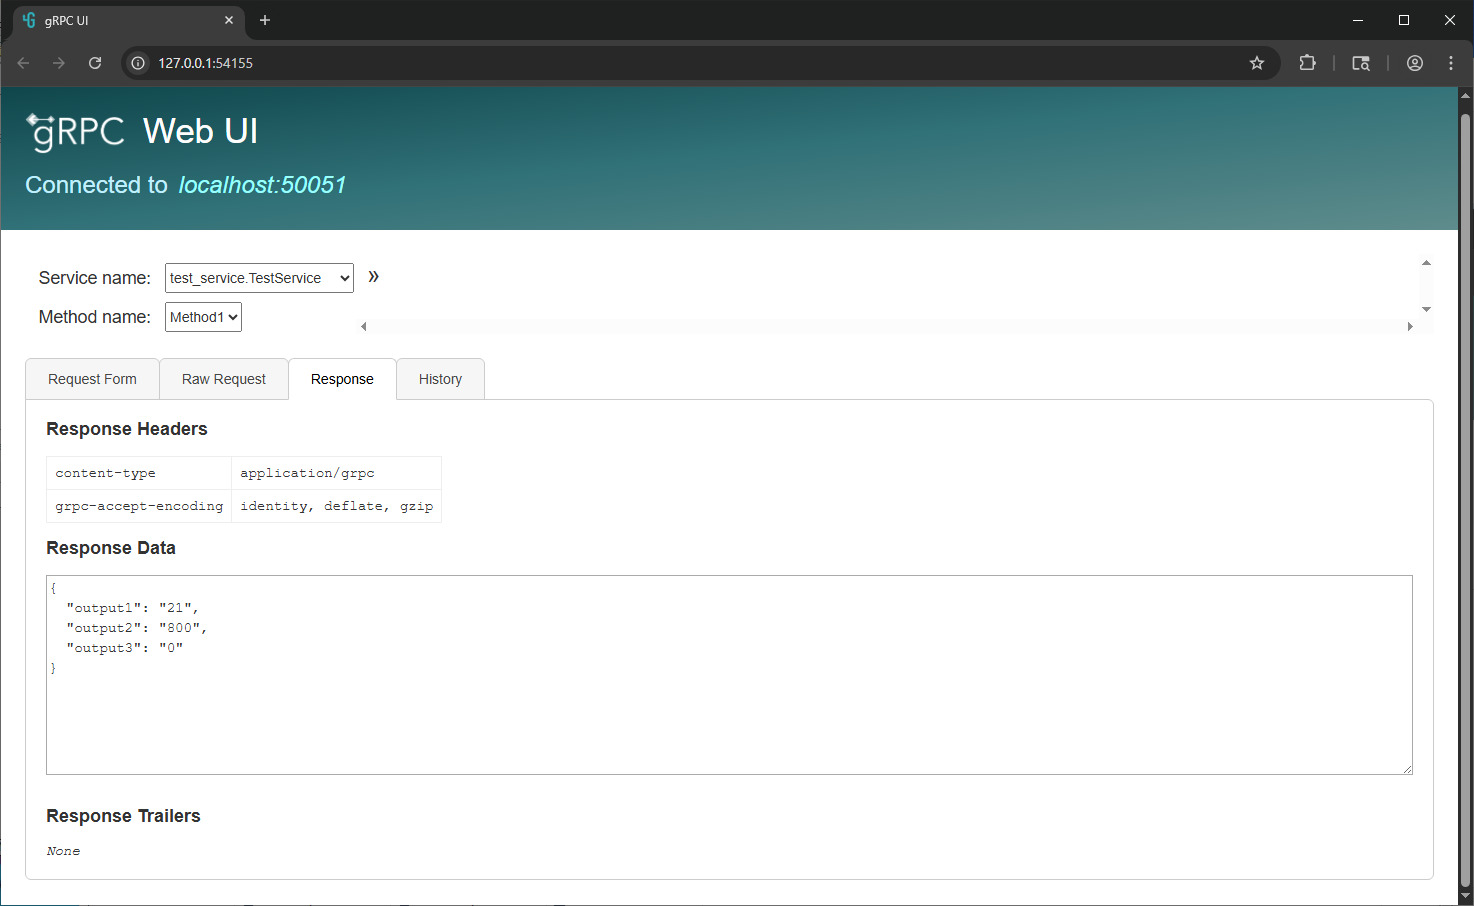 gRPC UI
127.0.0.1:54155
gRPC Web UI
Connected to localhost:50051
Service name: test_service.TestService »
Method name: Method1
Request Form Raw Request Response History
Response Headers
content-type application/grpc
grpc-accept-encoding identity, deflate, gzip
Response Data
{
"output1": "21",
"output2": "800",
"output3": "0"
}
Response Trailers
None